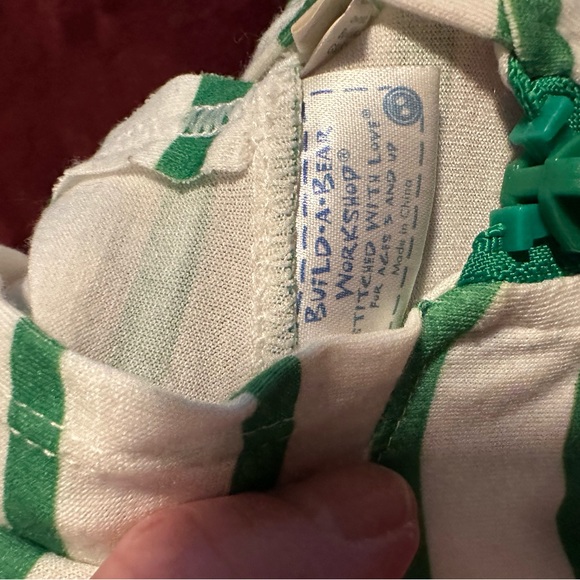 BUILD-A-BEAR
WORKSHOP®
STITCHED WITH LOVE®
FOR AGES 3 AND UP
Made in China